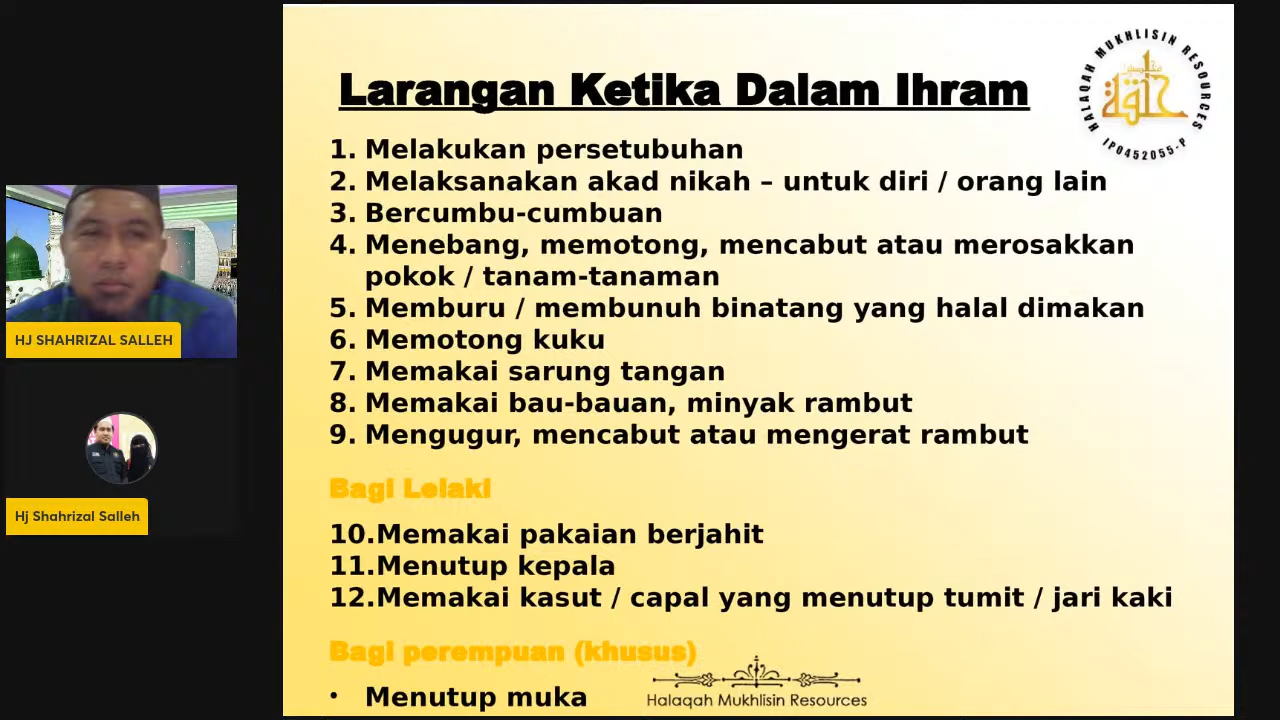 Larangan Ketika Dalam Ihram
HALAQAH MUKHLISIN RESOURCES
IP0452055-P
1. Melakukan persetubuhan
2. Melaksanakan akad nikah – untuk diri / orang lain
3. Bercumbu-cumbuan
4. Menebang, memotong, mencabut atau merosakkan
pokok / tanam-tanaman
5. Memburu / membunuh binatang yang halal dimakan
6. Memotong kuku
7. Memakai sarung tangan
8. Memakai bau-bauan, minyak rambut
9. Mengugur, mencabut atau mengerat rambut
Bagi Lelaki
10.Memakai pakaian berjahit
11.Menutup kepala
12.Memakai kasut / capal yang menutup tumit / jari kaki
Bagi perempuan (khusus)
• Menutup muka
Halaqah Mukhlisin Resources
HJ SHAHRIZAL SALLEH
Hj Shahrizal Salleh